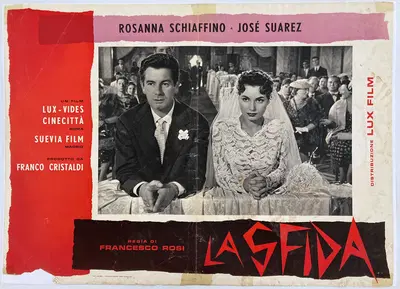 ROSANNA SCHIAFFINO - JOSÉ SUAREZ
UN FILM
LUX-VIDES
CINECITTÀ
ROMA
SUEVIA FILM
MADRID
PRODOTTO DA
FRANCO CRISTALDI
DISTRIBUZIONE LUX FILM
REGIA DI
FRANCESCO ROSI
LA SFIDA